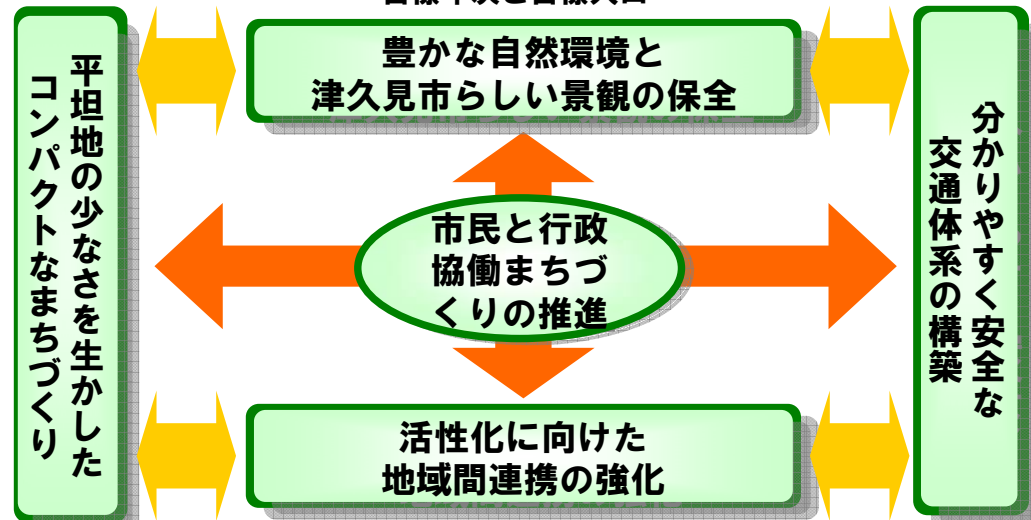 豊かな自然環境と
津久見市らしい景観の保全
平坦地の少なさを生かした
コンパクトなまちづくり
市民と行政
協働まちづ
くりの推進
分かりやすく安全な
交通体系の構築
活性化に向けた
地域間連携の強化